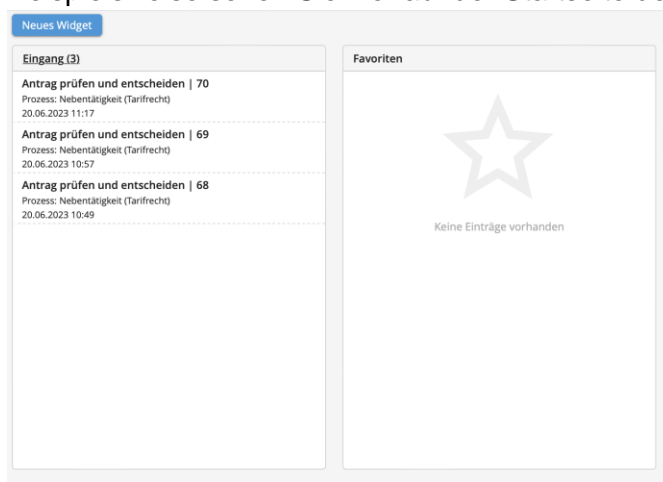 Neues Widget
Eingang (3)
Antrag prüfen und entscheiden | 70
Prozess: Nebentätigkeit (Tarifrecht)
20.06.2023 11:17
Antrag prüfen und entscheiden | 69
Prozess: Nebentätigkeit (Tarifrecht)
20.06.2023 10:57
Antrag prüfen und entscheiden | 68
Prozess: Nebentätigkeit (Tarifrecht)
20.06.2023 10:49
Favoriten
Keine Einträge vorhanden